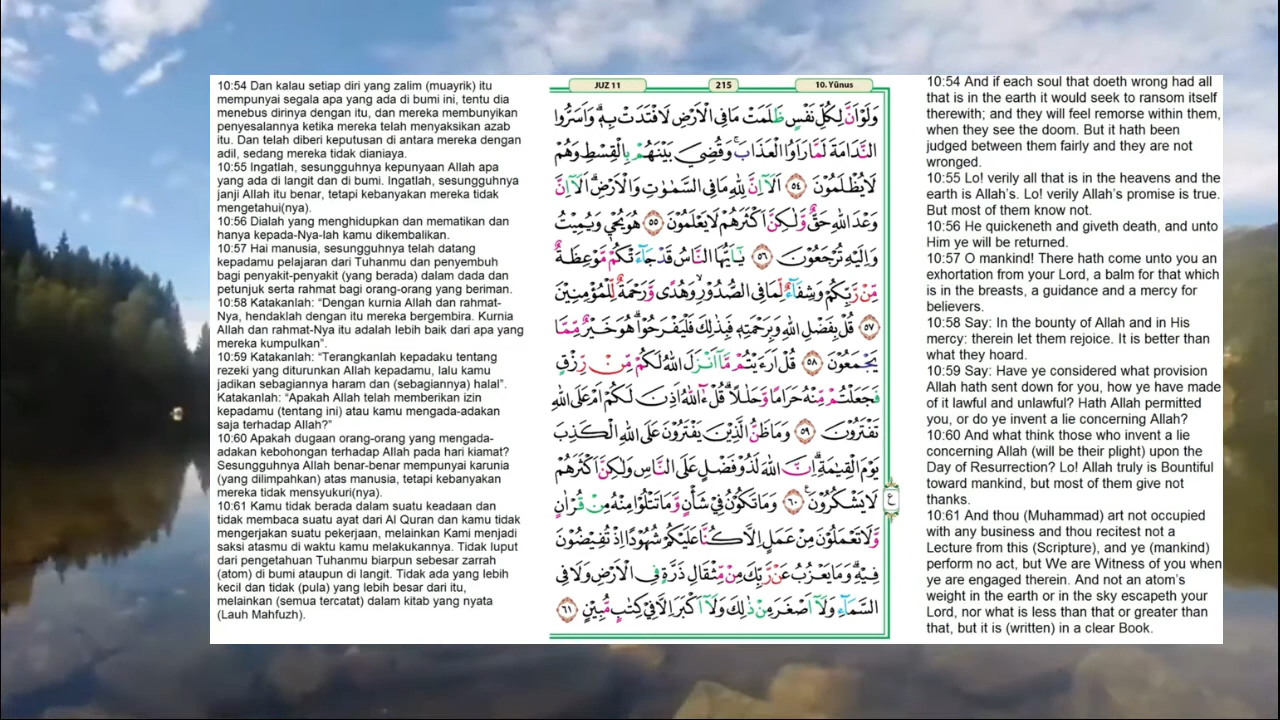 10:54 Dan kalau setiap diri yang zalim (muayrik) itu
mempunyai segala apa yang ada di bumi ini, tentu dia
menebus dirinya dengan itu, dan mereka membunyikan
penyesalannya ketika mereka telah menyaksikan azab
itu. Dan telah diberi keputusan di antara mereka dengan
adil, sedang mereka tidak dianiaya.
10:55 Ingatlah, sesungguhnya kepunyaan Allah apa
yang ada di langit dan di bumi. Ingatlah, sesungguhnya
janji Allah itu benar, tetapi kebanyakan mereka tidak
mengetahui(nya).
10:56 Dialah yang menghidupkan dan mematikan dan
hanya kepada-Nya-lah kamu dikembalikan.
10:57 Hai manusia, sesungguhnya telah datang
kepadamu pelajaran dari Tuhanmu dan penyembuh
bagi penyakit-penyakit (yang berada) dalam dada dan
petunjuk serta rahmat bagi orang-orang yang beriman.
10:58 Katakanlah: “Dengan kurnia Allah dan rahmat-
Nya, hendaklah dengan itu mereka bergembira. Kurnia
Allah dan rahmat-Nya itu adalah lebih baik dari apa yang
mereka kumpulkan”.
10:59 Katakanlah: “Terangkanlah kepadaku tentang
rezeki yang diturunkan Allah kepadamu, lalu kamu
jadikan sebagiannya haram dan (sebagiannya) halal”.
Katakanlah: “Apakah Allah telah memberikan izin
kepadamu (tentang ini) atau kamu mengada-adakan
saja terhadap Allah?”
10:60 Apakah dugaan orang-orang yang mengada-
adakan kebohongan terhadap Allah pada hari kiamat?
Sesungguhnya Allah benar-benar mempunyai karunia
(yang dilimpahkan) atas manusia, tetapi kebanyakan
mereka tidak mensyukuri(nya).
10:61 Kamu tidak berada dalam suatu keadaan dan
tidak membaca suatu ayat dari Al Quran dan kamu tidak
mengerjakan suatu pekerjaan, melainkan Kami menjadi
saksi atasmu di waktu kamu melakukannya. Tidak luput
dari pengetahuan Tuhanmu biarpun sebesar zarrah
(atom) di bumi ataupun di langit. Tidak ada yang lebih
kecil dan tidak (pula) yang lebih besar dari itu,
melainkan (semua tercatat) dalam kitab yang nyata
(Lauh Mahfuzh).
JUZ 11
215
10. Yūnus
وَلَوْ اَنَّ لِكُلِّ نَفْسٍ ظَلَمَتْ مَا فِى الْاَرْضِ لَافْتَدَتْ بِهٖۗ وَاَسَرُّوا
النَّدَامَةَ لَمَّا رَاَوُا الْعَذَابَۚ وَقُضِيَ بَيْنَهُمْ بِالْقِسْطِ وَهُمْ
لَا يُظْلَمُوْنَ ٥٤ اَلَآ اِنَّ لِلّٰهِ مَا فِى السَّمٰوٰتِ وَالْاَرْضِۗ اَلَآ اِنَّ
وَعْدَ اللّٰهِ حَقٌّ وَّلٰكِنَّ اَكْثَرَهُمْ لَا يَعْلَمُوْنَ ٥٥ هُوَ يُحْيٖ وَيُمِيْتُ
وَاِلَيْهِ تُرْجَعُوْنَ ٥٦ يٰٓاَيُّهَا النَّاسُ قَدْ جَاۤءَتْكُمْ مَّوْعِظَةٌ
مِّنْ رَّبِّكُمْ وَشِفَاۤءٌ لِّمَا فِى الصُّدُوْرِۙ وَهُدًى وَّرَحْمَةٌ لِّلْمُؤْمِنِيْنَ
٥٧ قُلْ بِفَضْلِ اللّٰهِ وَبِرَحْمَتِهٖ فَبِذٰلِكَ فَلْيَفْرَحُوْاۗ هُوَ خَيْرٌ مِّمَّا
يَجْمَعُوْنَ ٥٨ قُلْ اَرَءَيْتُمْ مَّآ اَنْزَلَ اللّٰهُ لَكُمْ مِّنْ رِّزْقٍ
فَجَعَلْتُمْ مِّنْهُ حَرَامًا وَّحَلٰلًاۗ قُلْ ءٰۤاللّٰهُ اَذِنَ لَكُمْ اَمْ عَلَى اللّٰهِ
تَفْتَرُوْنَ ٥٩ وَمَا ظَنُّ الَّذِيْنَ يَفْتَرُوْنَ عَلَى اللّٰهِ الْكَذِبَ
يَوْمَ الْقِيٰمَةِۗ اِنَّ اللّٰهَ لَذُوْ فَضْلٍ عَلَى النَّاسِ وَلٰكِنَّ اَكْثَرَهُمْ
لَا يَشْكُرُوْنَ ٦٠ وَمَا تَكُوْنُ فِيْ شَأْنٍ وَّمَا تَتْلُوْا مِنْهُ مِنْ قُرْاٰنٍ
وَّلَا تَعْمَلُوْنَ مِنْ عَمَلٍ اِلَّا كُنَّا عَلَيْكُمْ شُهُوْدًا اِذْ تُفِيْضُوْنَ
فِيْهِۗ وَمَا يَعْزُبُ عَنْ رَّبِّكَ مِنْ مِّثْقَالِ ذَرَّةٍ فِى الْاَرْضِ وَلَا فِى
السَّمَاۤءِ وَلَآ اَصْغَرَ مِنْ ذٰلِكَ وَلَآ اَكْبَرَ اِلَّا فِيْ كِتٰبٍ مُّبِيْنٍ ٦١
ع
10:54 And if each soul that doeth wrong had all
that is in the earth it would seek to ransom itself
therewith; and they will feel remorse within them,
when they see the doom. But it hath been
judged between them fairly and they are not
wronged.
10:55 Lo! verily all that is in the heavens and the
earth is Allah’s. Lo! verily Allah’s promise is true.
But most of them know not.
10:56 He quickeneth and giveth death, and unto
Him ye will be returned.
10:57 O mankind! There hath come unto you an
exhortation from your Lord, a balm for that which
is in the breasts, a guidance and a mercy for
believers.
10:58 Say: In the bounty of Allah and in His
mercy: therein let them rejoice. It is better than
what they hoard.
10:59 Say: Have ye considered what provision
Allah hath sent down for you, how ye have made
of it lawful and unlawful? Hath Allah permitted
you, or do ye invent a lie concerning Allah?
10:60 And what think those who invent a lie
concerning Allah (will be their plight) upon the
Day of Resurrection? Lo! Allah truly is Bountiful
toward mankind, but most of them give not
thanks.
10:61 And thou (Muhammad) art not occupied
with any business and thou recitest not a
Lecture from this (Scripture), and ye (mankind)
perform no act, but We are Witness of you when
ye are engaged therein. And not an atom’s
weight in the earth or in the sky escapeth your
Lord, nor what is less than that or greater than
that, but it is (written) in a clear Book.